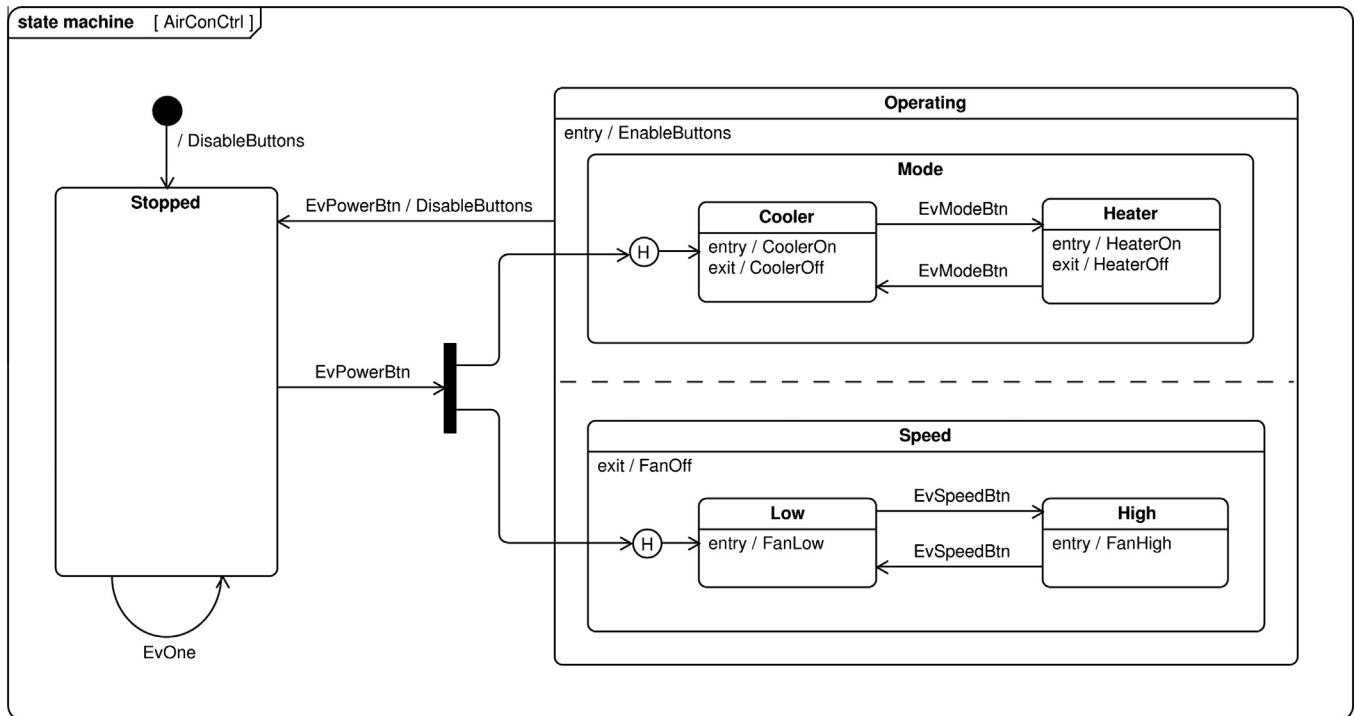 state machine [ AirConCtrl ]
/ DisableButtons
Stopped
EvPowerBtn / DisableButtons
EvPowerBtn
EvOne
Operating
entry / EnableButtons
Mode
H
Cooler
entry / CoolerOn
exit / CoolerOff
EvModeBtn
EvModeBtn
Heater
entry / HeaterOn
exit / HeaterOff
Speed
exit / FanOff
H
Low
entry / FanLow
EvSpeedBtn
EvSpeedBtn
High
entry / FanHigh